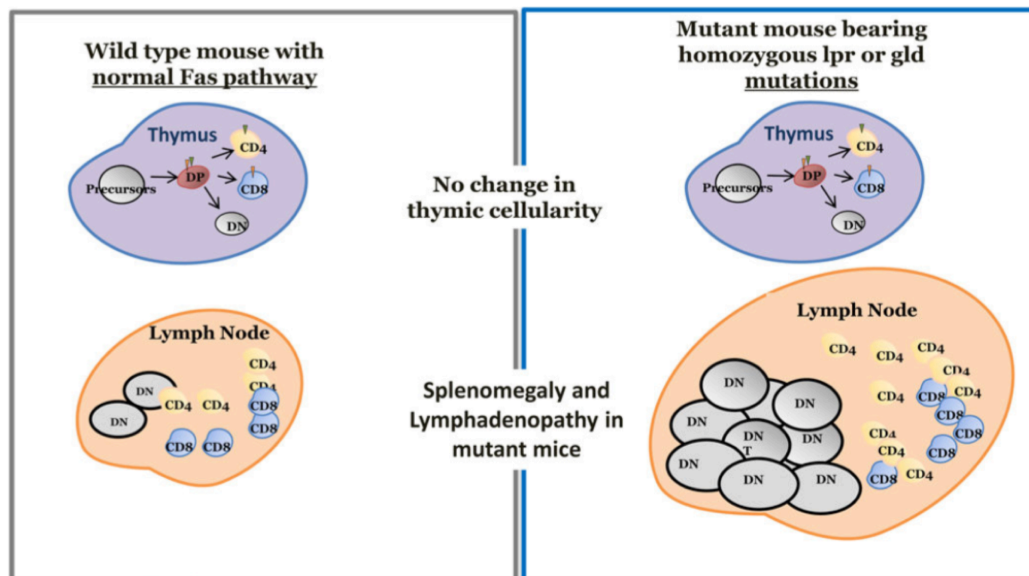 Wild type mouse with
normal Fas pathway
Thymus
CD4
Precursors
DP
CD8
DN
Lymph Node
CD4
CD4
DN
CD4
CD4
CD8
DN
CD8
CD8
CD8
No change in
thymic cellularity
Splenomegaly and
Lymphadenopathy in
mutant mice
Mutant mouse bearing
homozygous lpr or gld
mutations
Thymus
CD4
Precursors
DP
CD8
DN
Lymph Node
CD4
CD4
CD4
CD4
DN
DN
CD4
CD8
CD4
CD8
DN
DN
T
DN
CD4
CD8
CD4
CD8
DN
DN
DN
CD8
CD4